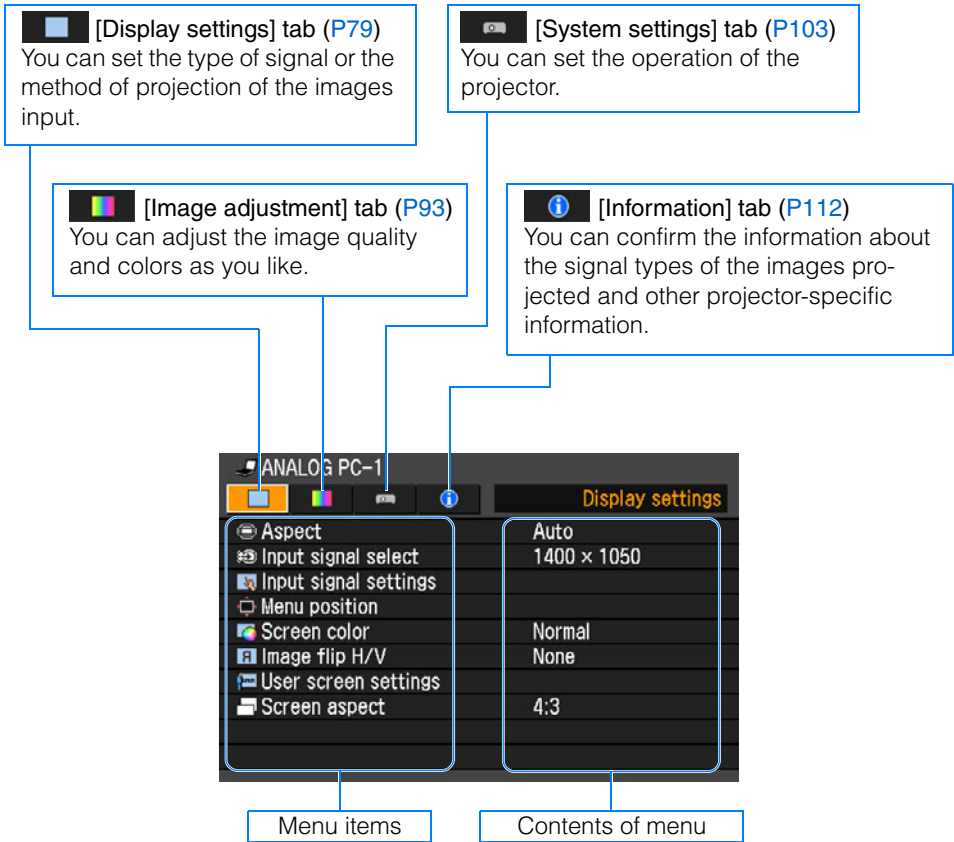 [Display settings] tab (P79)
You can set the type of signal or the
method of projection of the images
input.
[System settings] tab (P103)
You can set the operation of the
projector.
[Image adjustment] tab (P93)
You can adjust the image quality
and colors as you like.
[Information] tab (P112)
You can confirm the information about
the signal types of the images pro-
jected and other projector-specific
information.
ANALOG PC-1
Display settings
Aspect Auto
Input signal select 1400 × 1050
Input signal settings
Menu position
Screen color Normal
Image flip H/V None
User screen settings
Screen aspect 4:3
Menu items
Contents of menu